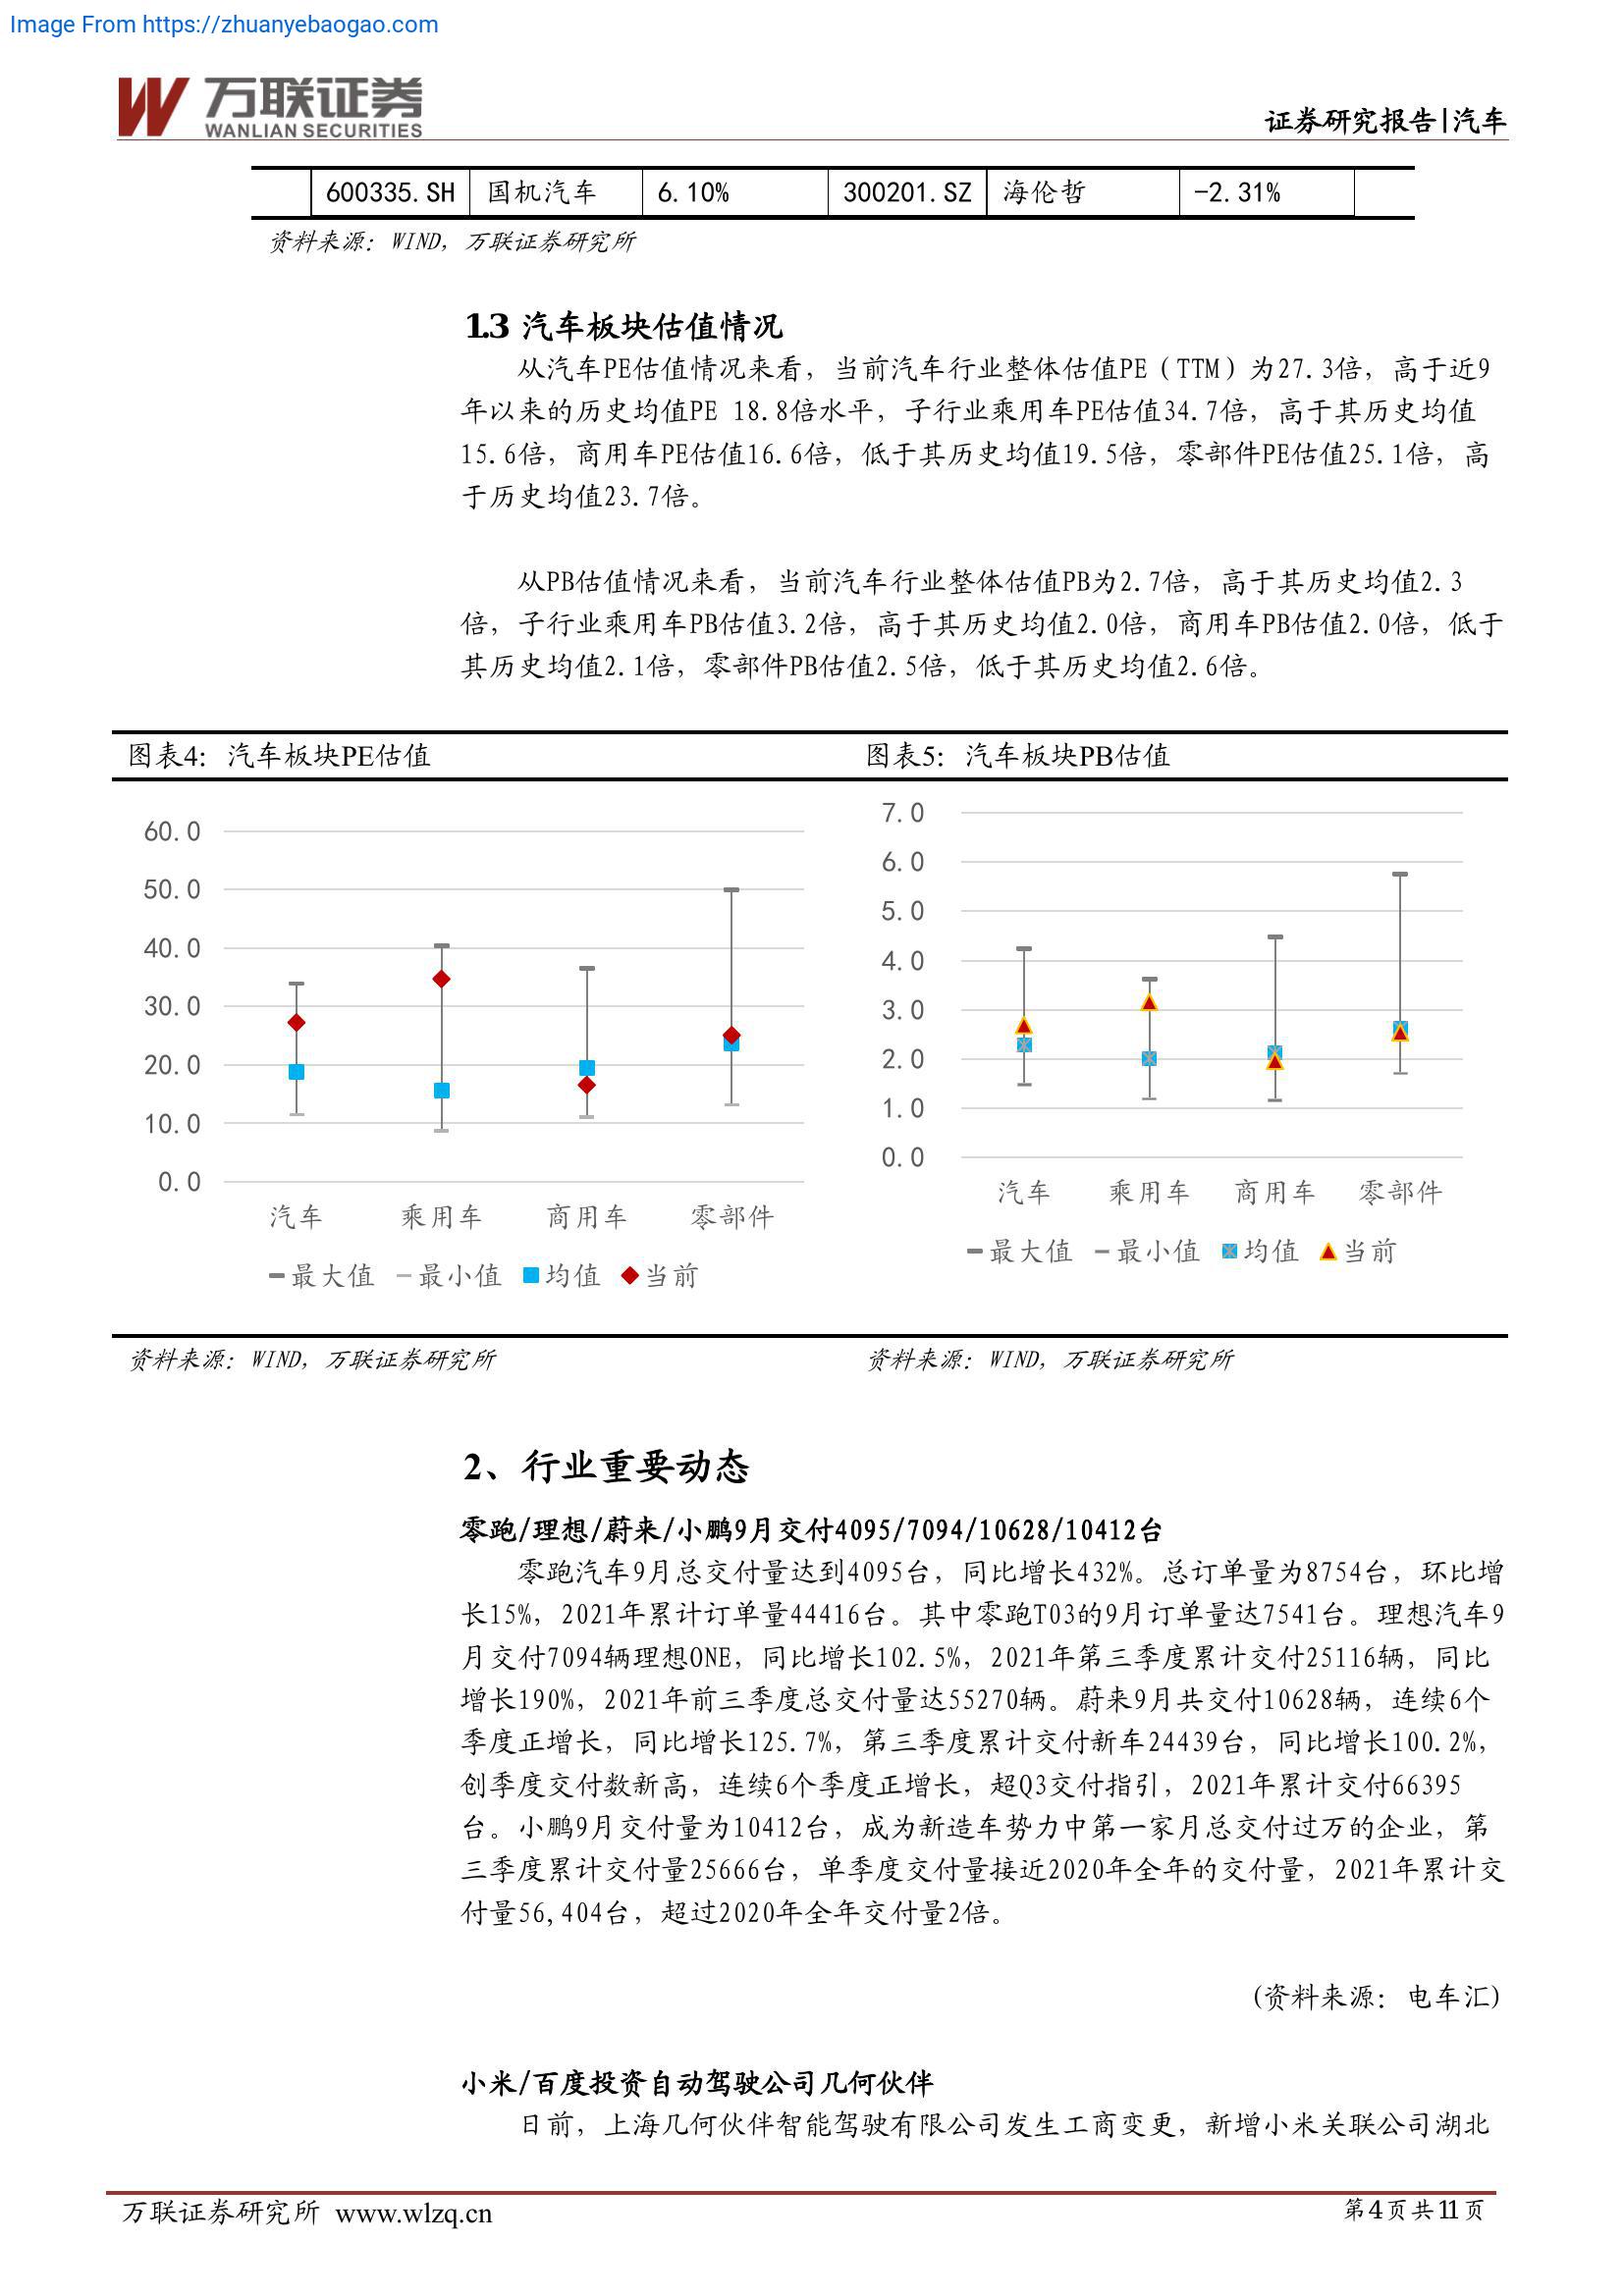 Image From https://zhuanyebaogao.com
万联证券
WANLIAN SECURITIES
证券研究报告|汽车
600335.SH 国机汽车 6.10% 300201.SZ 海伦哲 -2.31%
资料来源：WIND，万联证券研究所
1.3 汽车板块估值情况
从汽车PE估值情况来看，当前汽车行业整体估值PE（TTM）为27.3倍，高于近9
年以来的历史均值PE 18.8倍水平，子行业乘用车PE估值34.7倍，高于其历史均值
15.6倍，商用车PE估值16.6倍，低于其历史均值19.5倍，零部件PE估值25.1倍，高
于历史均值23.7倍。
从PB估值情况来看，当前汽车行业整体估值PB为2.7倍，高于其历史均值2.3
倍，子行业乘用车PB估值3.2倍，高于其历史均值2.0倍，商用车PB估值2.0倍，低于
其历史均值2.1倍，零部件PB估值2.5倍，低于其历史均值2.6倍。
图表4：汽车板块PE估值
60.0
50.0
40.0
30.0
20.0
10.0
0.0
汽车 乘用车 商用车 零部件
最大值 最小值 均值 当前
资料来源：WIND，万联证券研究所
图表5：汽车板块PB估值
7.0
6.0
5.0
4.0
3.0
2.0
1.0
0.0
汽车 乘用车 商用车 零部件
最大值 最小值 均值 当前
资料来源：WIND，万联证券研究所
2、行业重要动态
零跑/理想/蔚来/小鹏9月交付4095/7094/10628/10412台
零跑汽车9月总交付量达到4095台，同比增长432%。总订单量为8754台，环比增
长15%，2021年累计订单量44416台。其中零跑T03的9月订单量达7541台。理想汽车9
月交付7094辆理想ONE，同比增长102.5%，2021年第三季度累计交付25116辆，同比
增长190%，2021年前三季度总交付量达55270辆。蔚来9月共交付10628辆，连续6个
季度正增长，同比增长125.7%，第三季度累计交付新车24439台，同比增长100.2%，
创季度交付数新高，连续6个季度正增长，超Q3交付指引，2021年累计交付66395
台。小鹏9月交付量为10412台，成为新造车势力中第一家月总交付过万的企业，第
三季度累计交付量25666台，单季度交付量接近2020年全年的交付量，2021年累计交
付量56,404台，超过2020年全年交付量2倍。
(资料来源：电车汇)
小米/百度投资自动驾驶公司几何伙伴
日前，上海几何伙伴智能驾驶有限公司发生工商变更，新增小米关联公司湖北
万联证券研究所 www.wlzq.cn
第4页共11页